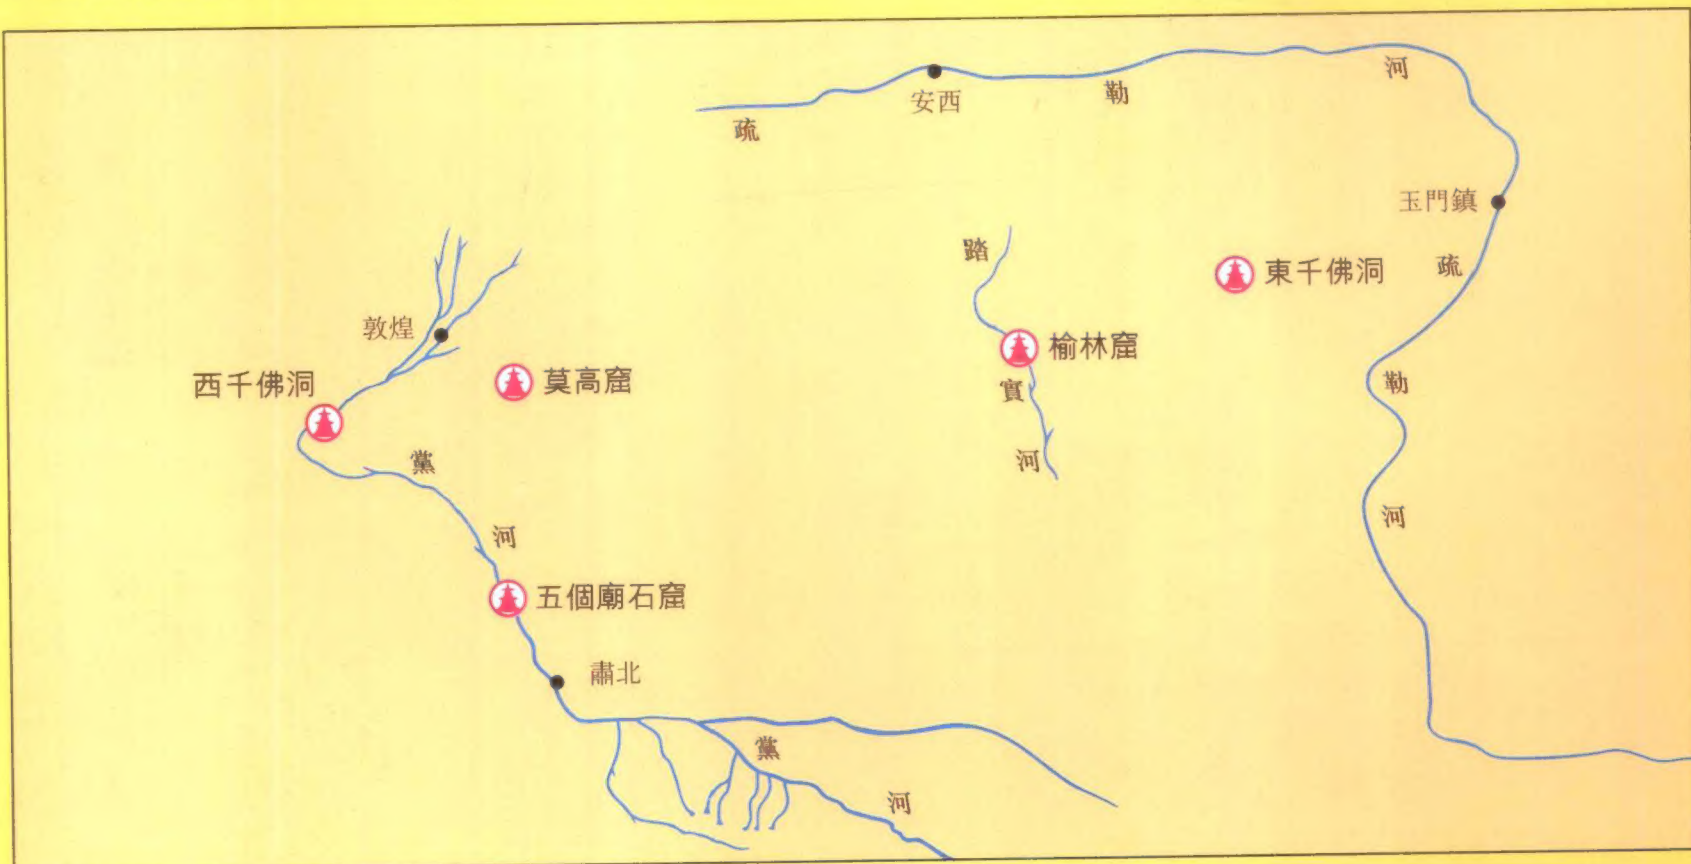 疏勒河
安西
玉門鎮
疏勒河
東千佛洞
踏實河
榆林窟
敦煌
西千佛洞
莫高窟
黨河
五個廟石窟
肅北
黨河